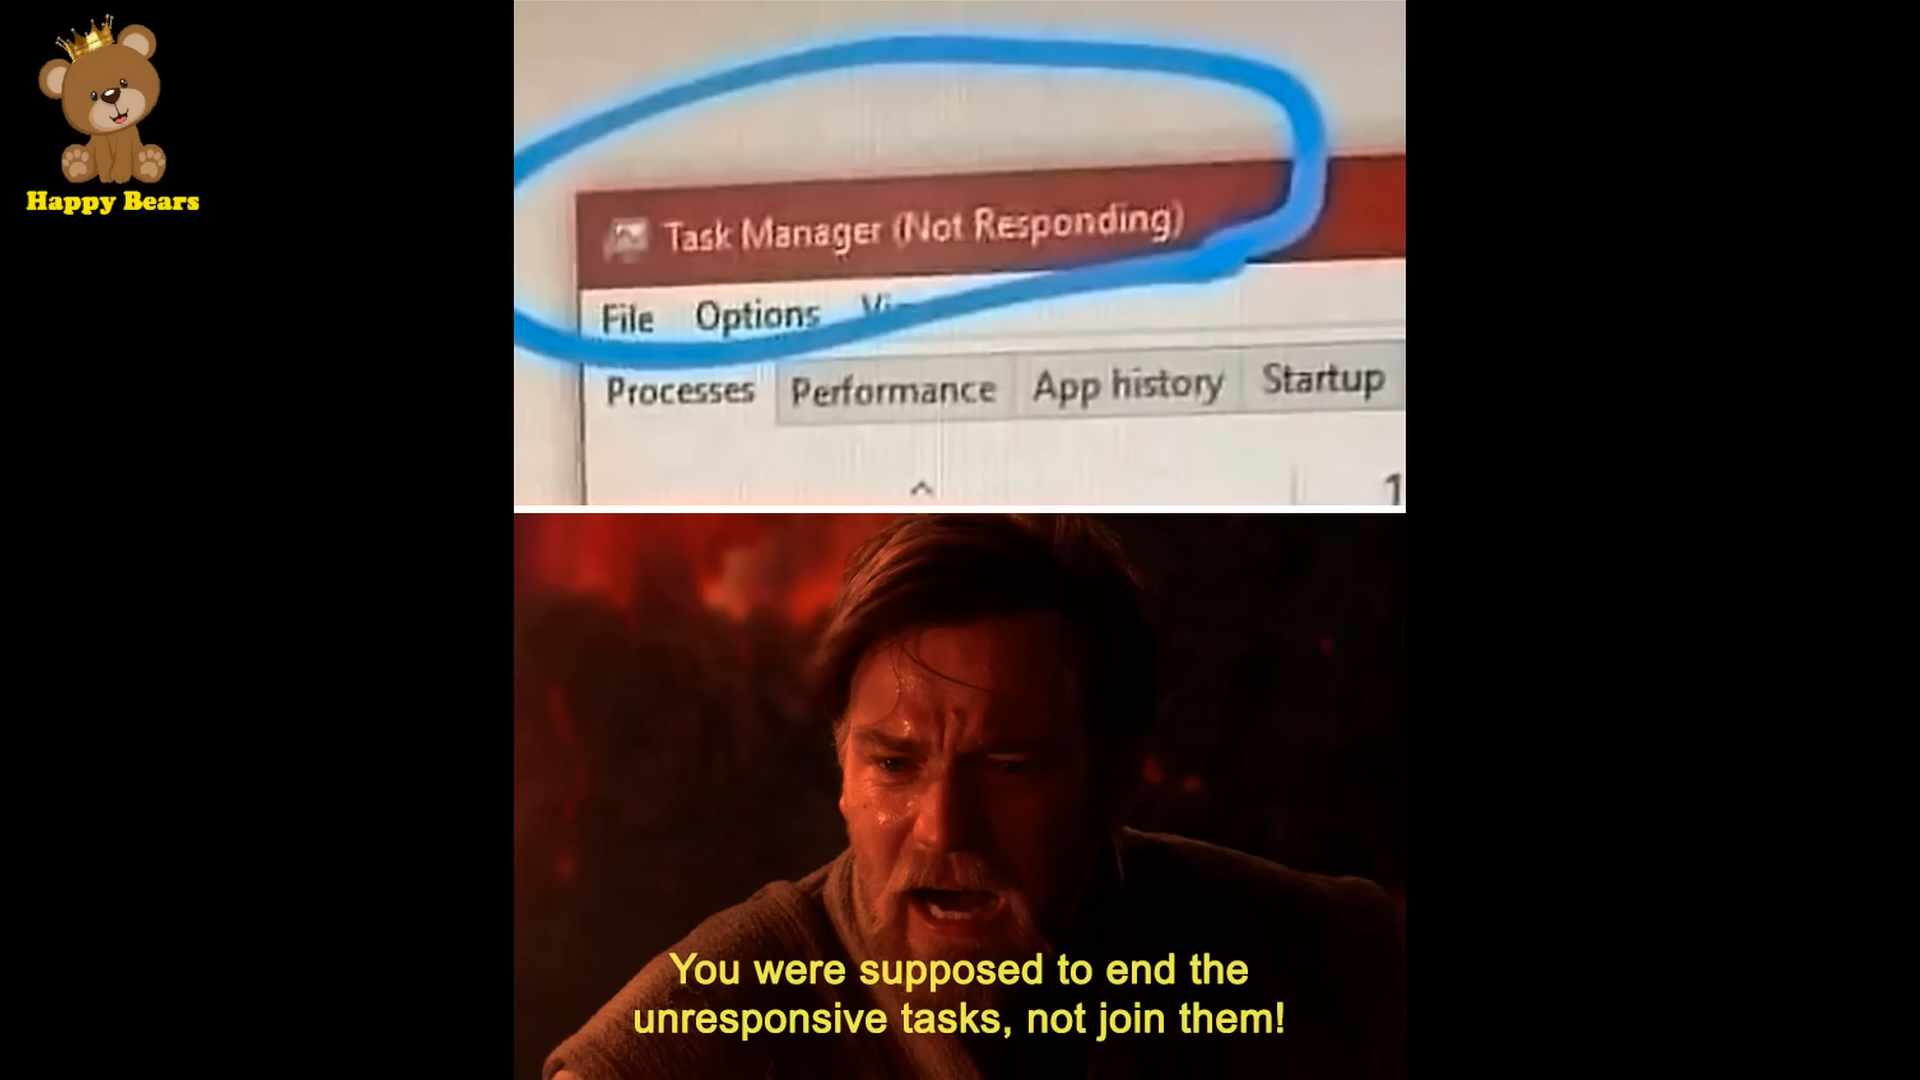 Happy Bears
Task Manager (Not Responding)
File Options
Processes Performance App history Startup
1
You were supposed to end the
unresponsive tasks, not join them!